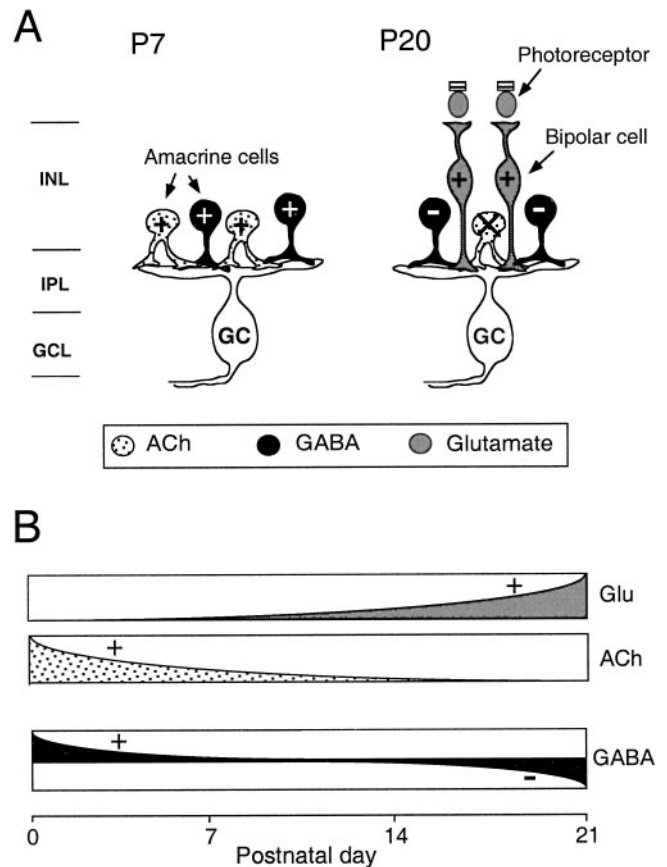 A
P7
P20
Photoreceptor
Amacrine cells
Bipolar cell
INL
+ + + +
+ +
- -
IPL
GC
GC
GCL
ACh GABA Glutamate
B
+
Glu
+
ACh
+
GABA
-
0 7 14 21
Postnatal day